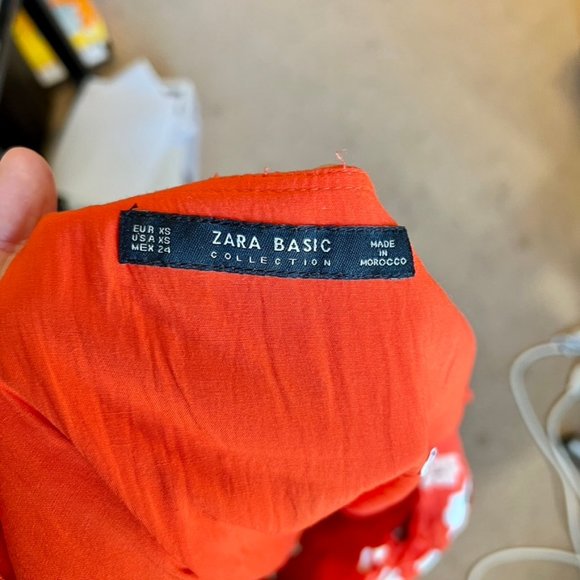 EUR XS
USA XS
MEX 24
ZARA BASIC
COLLECTION
MADE
IN
MOROCCO